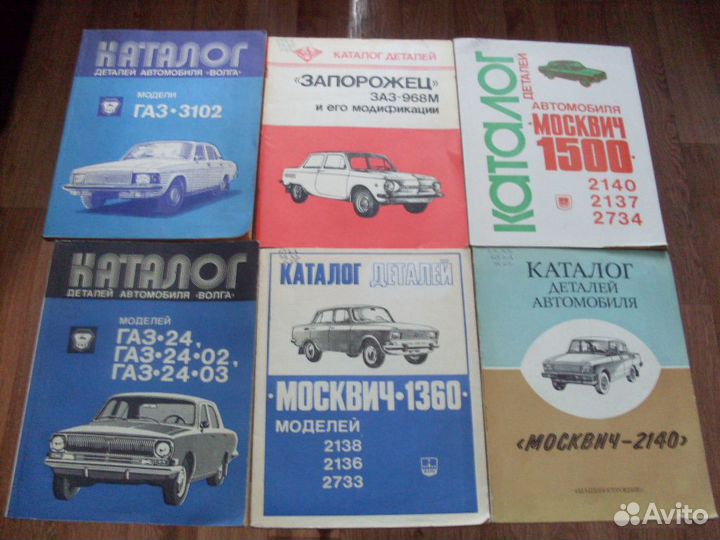 КАТАЛОГ
ДЕТАЛЕЙ АВТОМОБИЛЯ «ВОЛГА»
МОДЕЛИ
ГАЗ·3102
КАТАЛОГ ДЕТАЛЕЙ
«ЗАПОРОЖЕЦ»
ЗАЗ-968М
и его модификации
КАТАЛОГ
ДЕТАЛЕЙ
АВТОМОБИЛЯ
·МОСКВИЧ
1500·
2140
2137
2734
КАТАЛОГ
ДЕТАЛЕЙ АВТОМОБИЛЯ «ВОЛГА»
МОДЕЛЕЙ
ГАЗ·24,
ГАЗ·24·02,
ГАЗ·24·03
КАТАЛОГ ДЕТАЛЕЙ
·МОСКВИЧ·1360·
МОДЕЛЕЙ
2138
2136
2733
КАТАЛОГ
ДЕТАЛЕЙ
АВТОМОБИЛЯ
«МОСКВИЧ-2140»
«МАШИНОСТРОЕНИЕ»
Avito